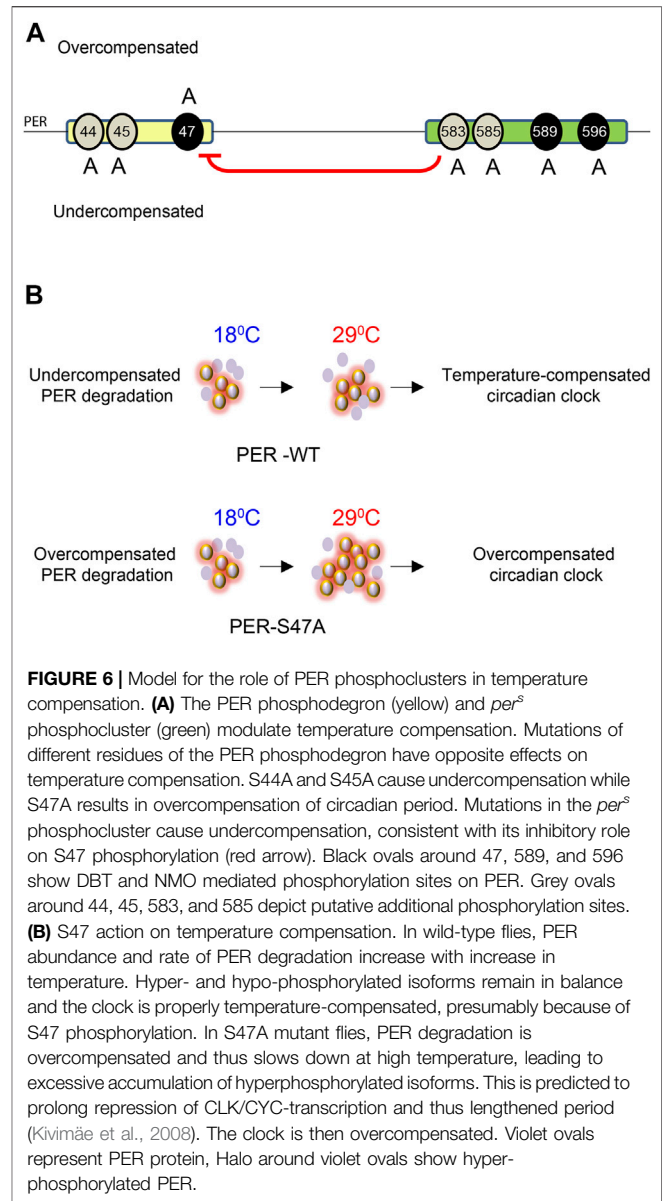 A
Overcompensated
A
PER
44 45 47 583 585 589 596
A A A A A A
Undercompensated
B
18⁰C 29⁰C
Undercompensated
PER degradation
Temperature-compensated
circadian clock
PER -WT
18⁰C 29⁰C
Overcompensated
PER degradation
Overcompensated
circadian clock
PER-S47A
FIGURE 6 | Model for the role of PER phosphoclusters in temperature
compensation. (A) The PER phosphodegron (yellow) and perˢ
phosphocluster (green) modulate temperature compensation. Mutations of
different residues of the PER phosphodegron have opposite effects on
temperature compensation. S44A and S45A cause undercompensation while
S47A results in overcompensation of circadian period. Mutations in the perˢ
phosphocluster cause undercompensation, consistent with its inhibitory role
on S47 phosphorylation (red arrow). Black ovals around 47, 589, and 596
show DBT and NMO mediated phosphorylation sites on PER. Grey ovals
around 44, 45, 583, and 585 depict putative additional phosphorylation sites.
(B) S47 action on temperature compensation. In wild-type flies, PER
abundance and rate of PER degradation increase with increase in
temperature. Hyper- and hypo-phosphorylated isoforms remain in balance
and the clock is properly temperature-compensated, presumably because of
S47 phosphorylation. In S47A mutant flies, PER degradation is
overcompensated and thus slows down at high temperature, leading to
excessive accumulation of hyperphosphorylated isoforms. This is predicted to
prolong repression of CLK/CYC-transcription and thus lengthened period
(Kivimäe et al., 2008). The clock is then overcompensated. Violet ovals
represent PER protein, Halo around violet ovals show hyper-
phosphorylated PER.